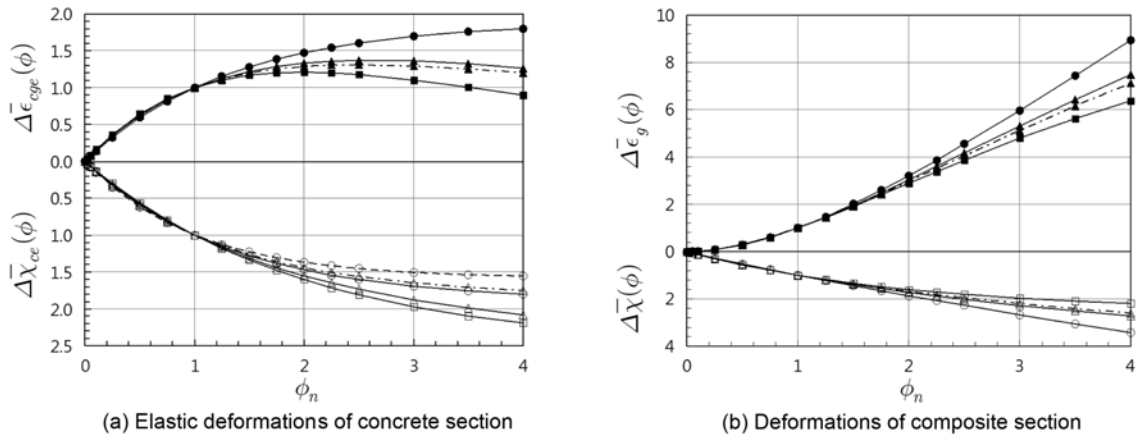 2.0
1.5
1.0
0.5
0.0
0.5
1.0
1.5
2.0
2.5
Δε̄cge(ϕ)
Δχ̄ce(ϕ)
0 1 2 3 4
ϕn
(a) Elastic deformations of concrete section
10
8
6
4
2
0
2
4
Δε̄g(ϕ)
Δχ̄(ϕ)
0 1 2 3 4
ϕn
(b) Deformations of composite section